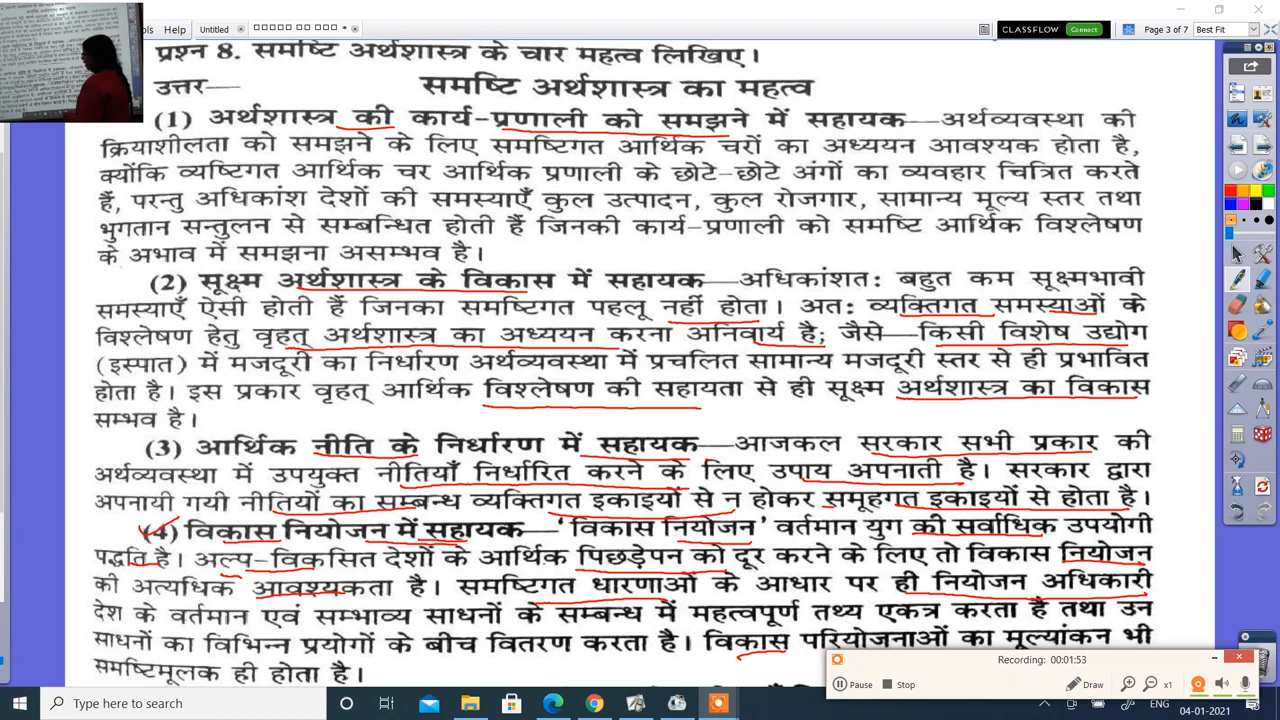 ools Help Untitled
CLASSFLOW Connect Page 3 of 7 Best Fit
प्रश्न 8. समष्टि अर्थशास्त्र के चार महत्व लिखिए।
उत्तर— समष्टि अर्थशास्त्र का महत्व
(1) अर्थशास्त्र की कार्य-प्रणाली को समझने में सहायक—अर्थव्यवस्था की
क्रियाशीलता को समझने के लिए समष्टिगत आर्थिक चरों का अध्ययन आवश्यक होता है,
क्योंकि व्यष्टिगत आर्थिक चर आर्थिक प्रणाली के छोटे-छोटे अंगों का व्यवहार चित्रित करते
हैं, परन्तु अधिकांश देशों की समस्याएँ कुल उत्पादन, कुल रोजगार, सामान्य मूल्य स्तर तथा
भुगतान सन्तुलन से सम्बन्धित होती हैं जिनकी कार्य-प्रणाली को समष्टि आर्थिक विश्लेषण
के अभाव में समझना असम्भव है।
(2) सूक्ष्म अर्थशास्त्र के विकास में सहायक—अधिकांशतः बहुत कम सूक्ष्मभावी
समस्याएँ ऐसी होती हैं जिनका समष्टिगत पहलू नहीं होता। अतः व्यक्तिगत समस्याओं के
विश्लेषण हेतु वृहत् अर्थशास्त्र का अध्ययन करना अनिवार्य है; जैसे—किसी विशेष उद्योग
(इस्पात) में मजदूरी का निर्धारण अर्थव्यवस्था में प्रचलित सामान्य मजदूरी स्तर से ही प्रभावित
होता है। इस प्रकार वृहत् आर्थिक विश्लेषण की सहायता से ही सूक्ष्म अर्थशास्त्र का विकास
सम्भव है।
(3) आर्थिक नीति के निर्धारण में सहायक—आजकल सरकार सभी प्रकार की
अर्थव्यवस्था में उपयुक्त नीतियाँ निर्धारित करने के लिए उपाय अपनाती है। सरकार द्वारा
अपनायी गयी नीतियों का सम्बन्ध व्यक्तिगत इकाइयों से न होकर समूहगत इकाइयों से होता है।
(4) विकास नियोजन में सहायक—'विकास नियोजन' वर्तमान युग की सर्वाधिक उपयोगी
पद्धति है। अल्प-विकसित देशों के आर्थिक पिछड़ेपन को दूर करने के लिए तो विकास नियोजन
की अत्यधिक आवश्यकता है। समष्टिगत धारणाओं के आधार पर ही नियोजन अधिकारी
देश के वर्तमान एवं सम्भाव्य साधनों के सम्बन्ध में महत्वपूर्ण तथ्य एकत्र करता है तथा उन
साधनों का विभिन्न प्रयोगों के बीच वितरण करता है। विकास परियोजनाओं का मूल्यांकन भी
समष्टिमूलक ही होता है।
Recording: 00:01:53
Pause Stop Draw x1
Type here to search
ENG
04-01-2021